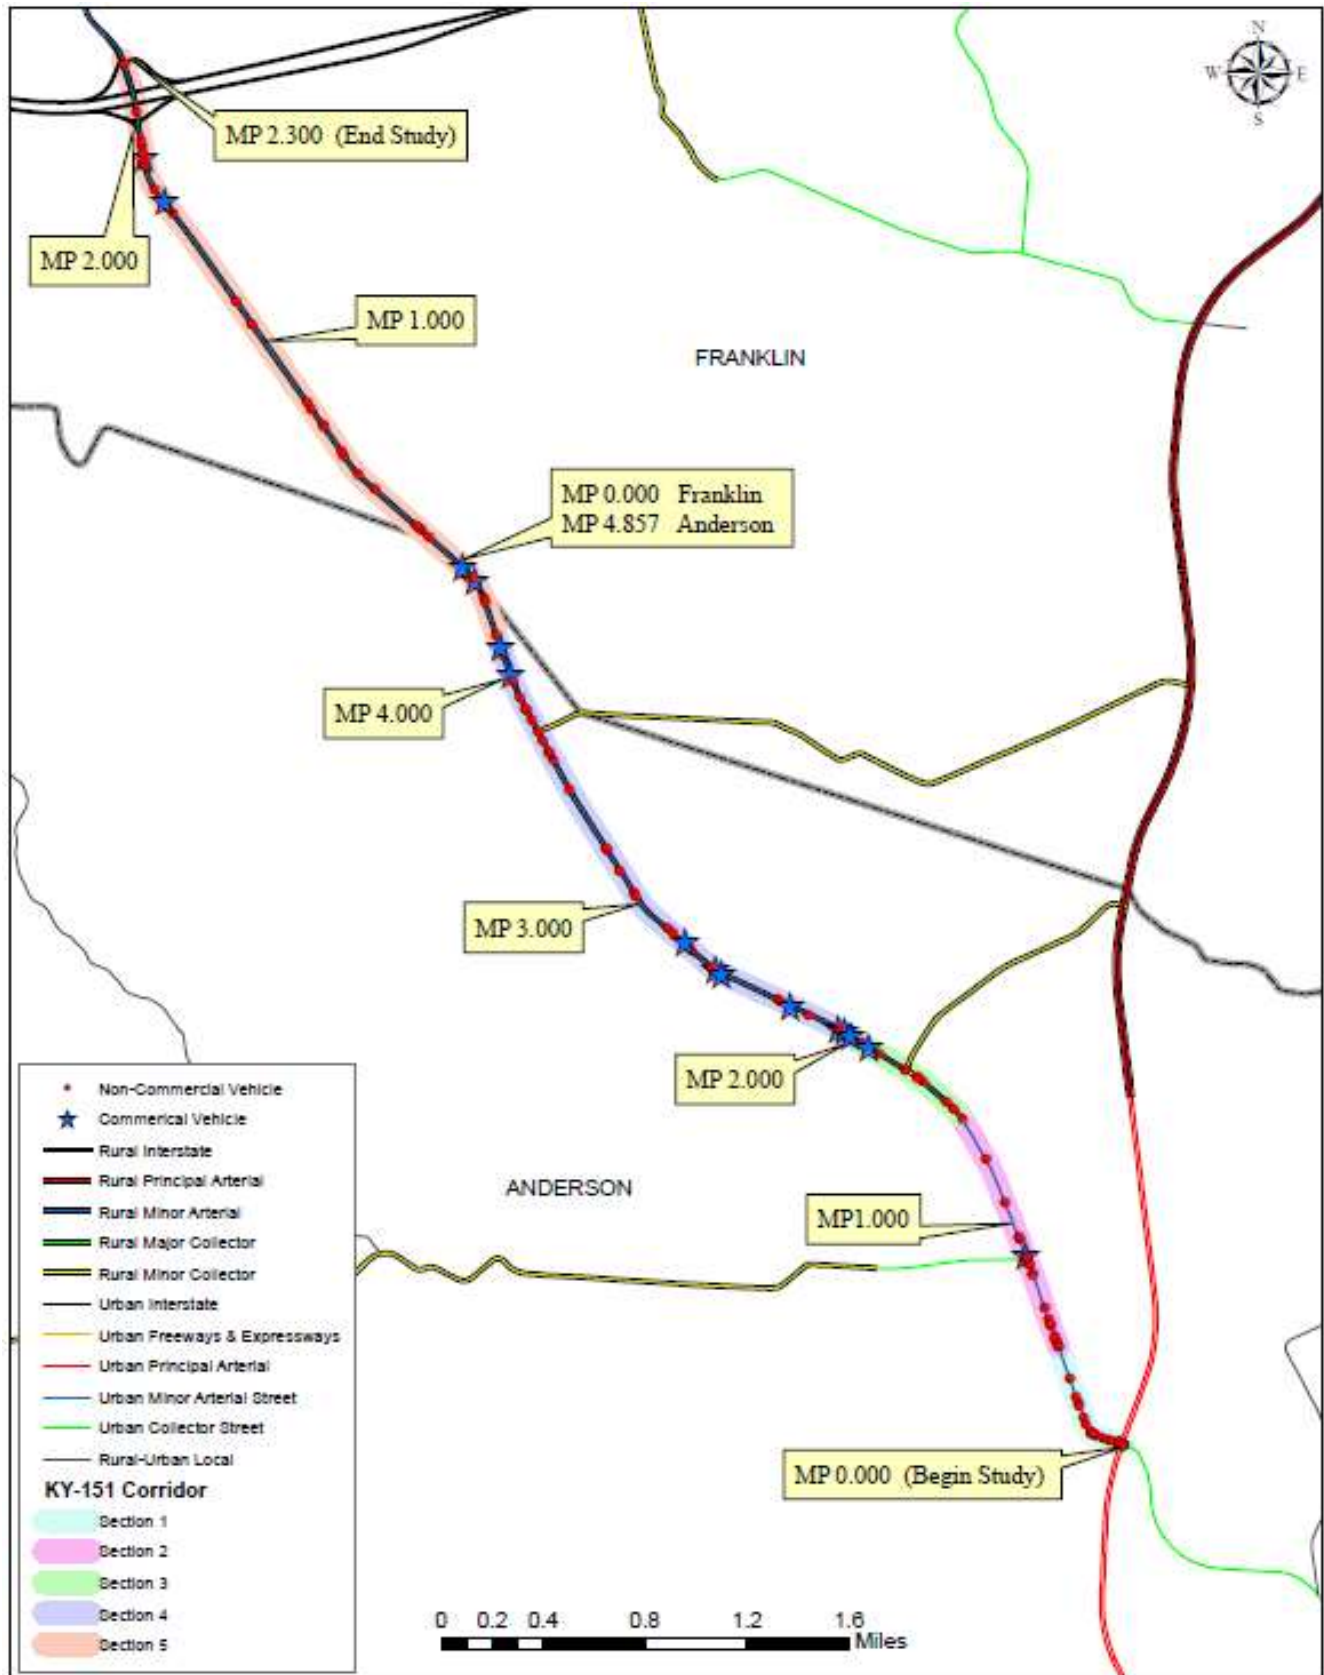 N
W E
S
MP 2.300 (End Study)
MP 2.000
MP 1.000
FRANKLIN
MP 0.000 Franklin
MP 4.857 Anderson
MP 4.000
MP 3.000
MP 2.000
ANDERSON
MP1.000
MP 0.000 (Begin Study)
Non-Commercial Vehicle
Commerical Vehicle
Rural Interstate
Rural Principal Arterial
Rural Minor Arterial
Rural Major Collector
Rural Minor Collector
Urban Interstate
Urban Freeways & Expressways
Urban Principal Arterial
Urban Minor Arterial Street
Urban Collector Street
Rural-Urban Local
KY-151 Corridor
Section 1
Section 2
Section 3
Section 4
Section 5
0 0.2 0.4 0.8 1.2 1.6
Miles